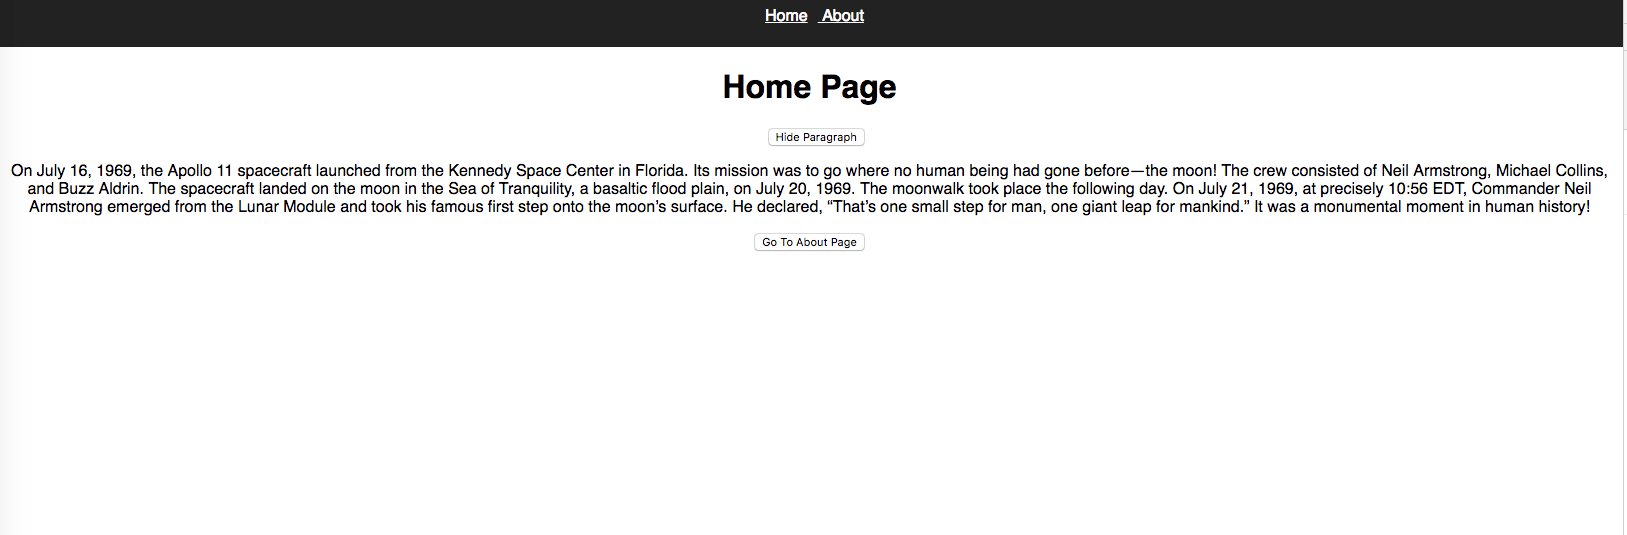 Home About
Home Page
Hide Paragraph
On July 16, 1969, the Apollo 11 spacecraft launched from the Kennedy Space Center in Florida. Its mission was to go where no human being had gone before—the moon! The crew consisted of Neil Armstrong, Michael Collins,
and Buzz Aldrin. The spacecraft landed on the moon in the Sea of Tranquility, a basaltic flood plain, on July 20, 1969. The moonwalk took place the following day. On July 21, 1969, at precisely 10:56 EDT, Commander Neil
Armstrong emerged from the Lunar Module and took his famous first step onto the moon’s surface. He declared, “That’s one small step for man, one giant leap for mankind.” It was a monumental moment in human history!
Go To About Page